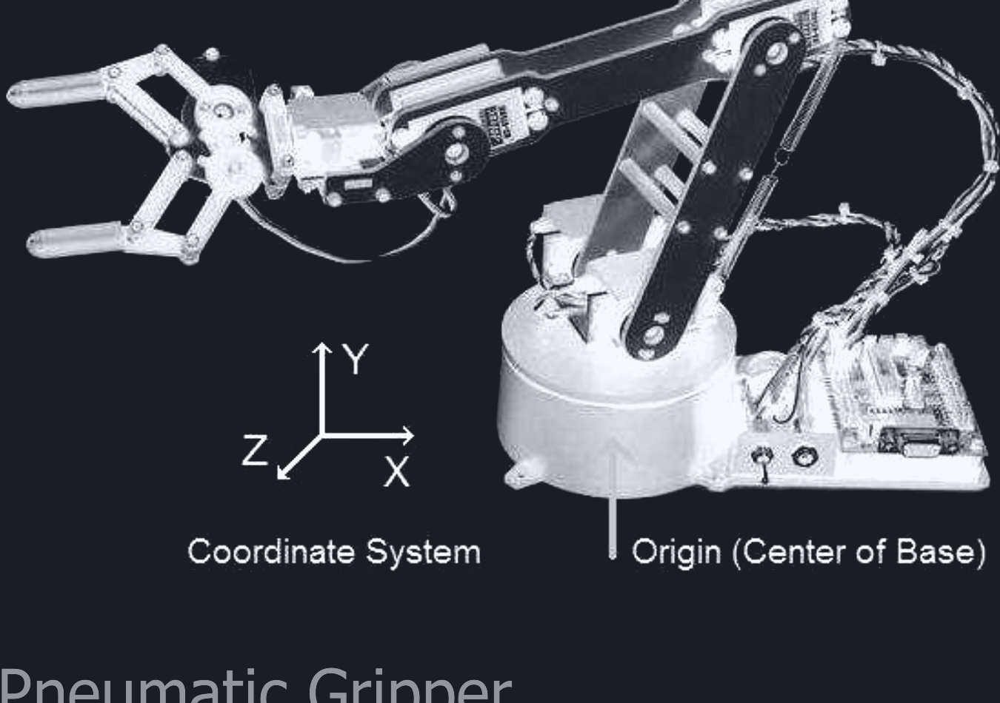 Y
Z
X
Coordinate System
Origin (Center of Base)
Pneumatic Gripper